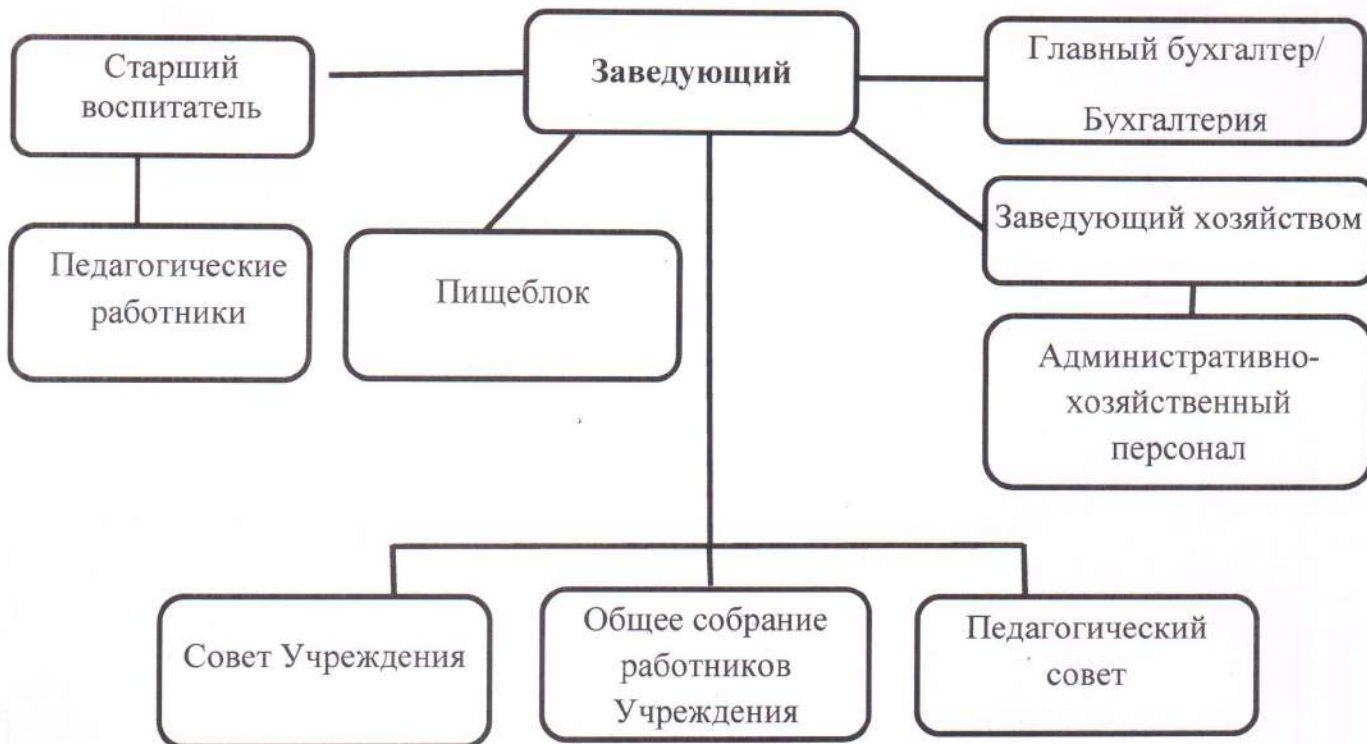 Старший
воспитатель
Заведующий
Главный бухгалтер/
Бухгалтерия
Заведующий хозяйством
Педагогические
работники
Пищеблок
Административно-
хозяйственный
персонал
Совет Учреждения
Общее собрание
работников
Учреждения
Педагогический
совет